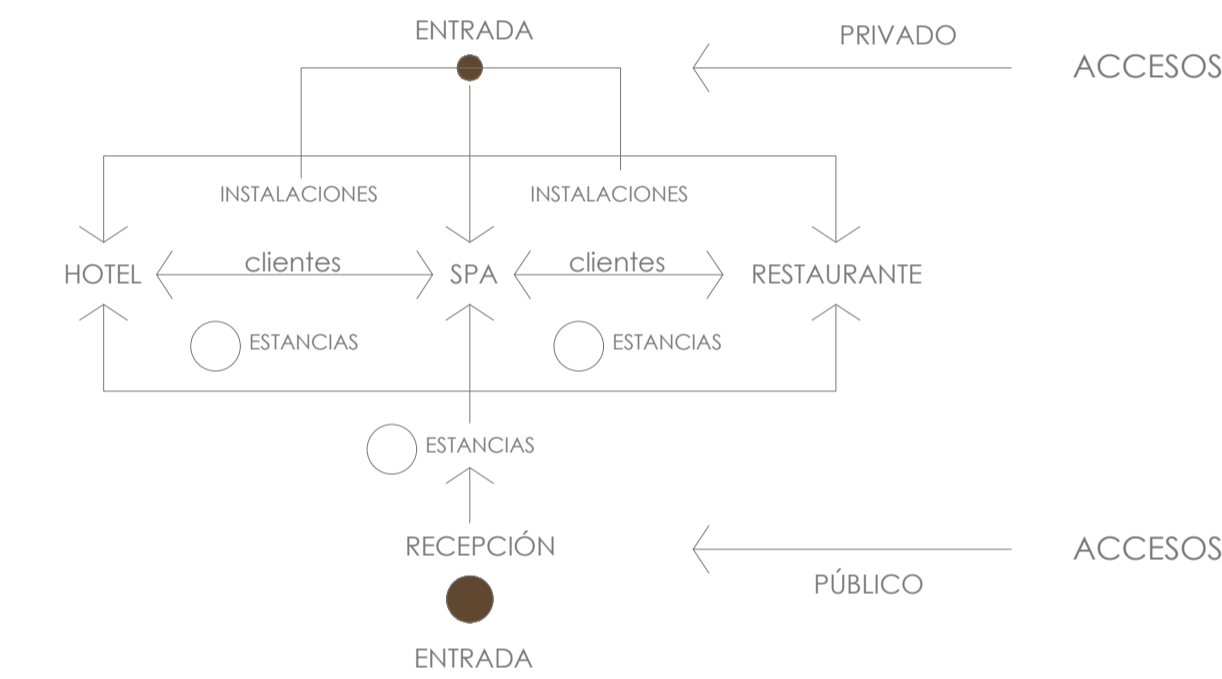 ENTRADA
PRIVADO
ACCESOS
INSTALACIONES
INSTALACIONES
HOTEL
clientes
SPA
clientes
RESTAURANTE
ESTANCIAS
ESTANCIAS
ESTANCIAS
RECEPCIÓN
ACCESOS
PÚBLICO
ENTRADA